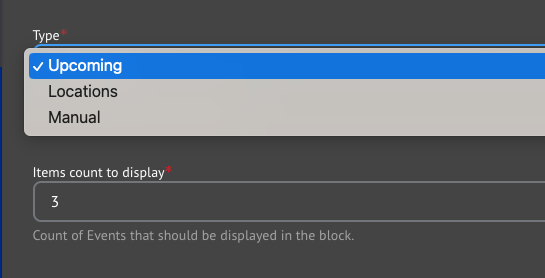 Type*
✓ Upcoming
Locations
Manual
Items count to display*
3
Count of Events that should be displayed in the block.